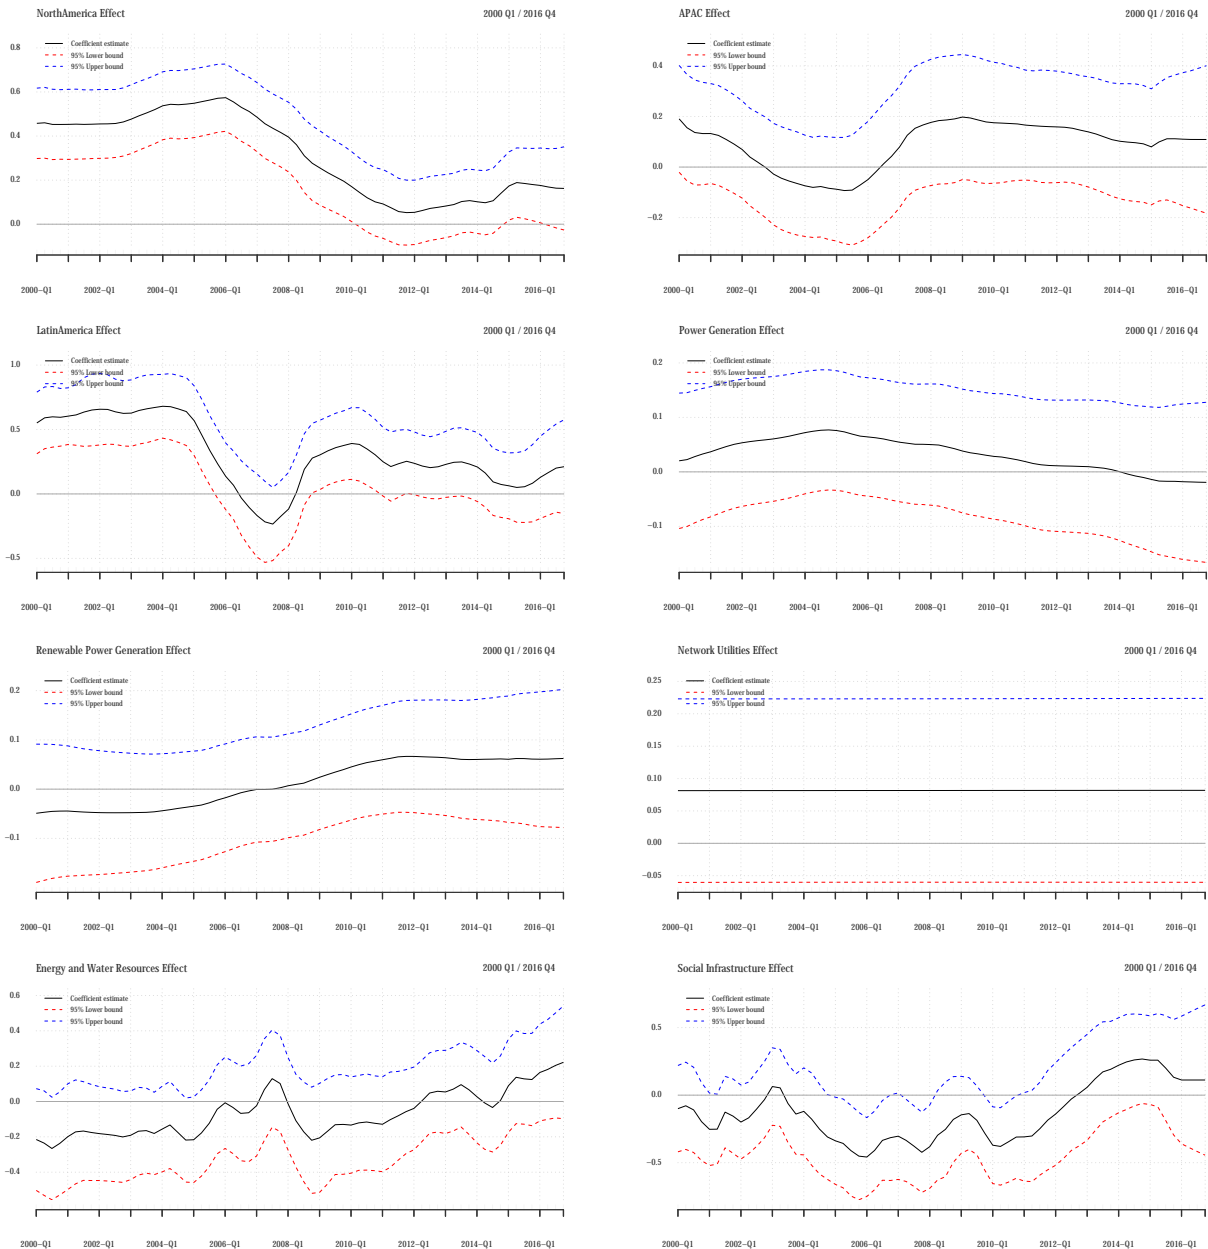 NorthAmerica Effect
2000 Q1 / 2016 Q4
Coefficient estimate
95% Lower bound
95% Upper bound
0.8
0.6
0.4
0.2
0.0
2000−Q1 2002−Q1 2004−Q1 2006−Q1 2008−Q1 2010−Q1 2012−Q1 2014−Q1 2016−Q1
APAC Effect
2000 Q1 / 2016 Q4
Coefficient estimate
95% Lower bound
95% Upper bound
0.4
0.2
0.0
−0.2
2000−Q1 2002−Q1 2004−Q1 2006−Q1 2008−Q1 2010−Q1 2012−Q1 2014−Q1 2016−Q1
LatinAmerica Effect
2000 Q1 / 2016 Q4
Coefficient estimate
95% Lower bound
95% Upper bound
1.0
0.5
0.0
−0.5
2000−Q1 2002−Q1 2004−Q1 2006−Q1 2008−Q1 2010−Q1 2012−Q1 2014−Q1 2016−Q1
Power Generation Effect
2000 Q1 / 2016 Q4
Coefficient estimate
95% Lower bound
95% Upper bound
0.2
0.1
0.0
−0.1
2000−Q1 2002−Q1 2004−Q1 2006−Q1 2008−Q1 2010−Q1 2012−Q1 2014−Q1 2016−Q1
Renewable Power Generation Effect
2000 Q1 / 2016 Q4
Coefficient estimate
95% Lower bound
95% Upper bound
0.2
0.1
0.0
−0.1
2000−Q1 2002−Q1 2004−Q1 2006−Q1 2008−Q1 2010−Q1 2012−Q1 2014−Q1 2016−Q1
Network Utilities Effect
2000 Q1 / 2016 Q4
Coefficient estimate
95% Lower bound
95% Upper bound
0.25
0.20
0.15
0.10
0.05
0.00
−0.05
2000−Q1 2002−Q1 2004−Q1 2006−Q1 2008−Q1 2010−Q1 2012−Q1 2014−Q1 2016−Q1
Energy and Water Resources Effect
2000 Q1 / 2016 Q4
Coefficient estimate
95% Lower bound
95% Upper bound
0.6
0.4
0.2
0.0
−0.2
−0.4
2000−Q1 2002−Q1 2004−Q1 2006−Q1 2008−Q1 2010−Q1 2012−Q1 2014−Q1 2016−Q1
Social Infrastructure Effect
2000 Q1 / 2016 Q4
Coefficient estimate
95% Lower bound
95% Upper bound
0.5
0.0
−0.5
2000−Q1 2002−Q1 2004−Q1 2006−Q1 2008−Q1 2010−Q1 2012−Q1 2014−Q1 2016−Q1